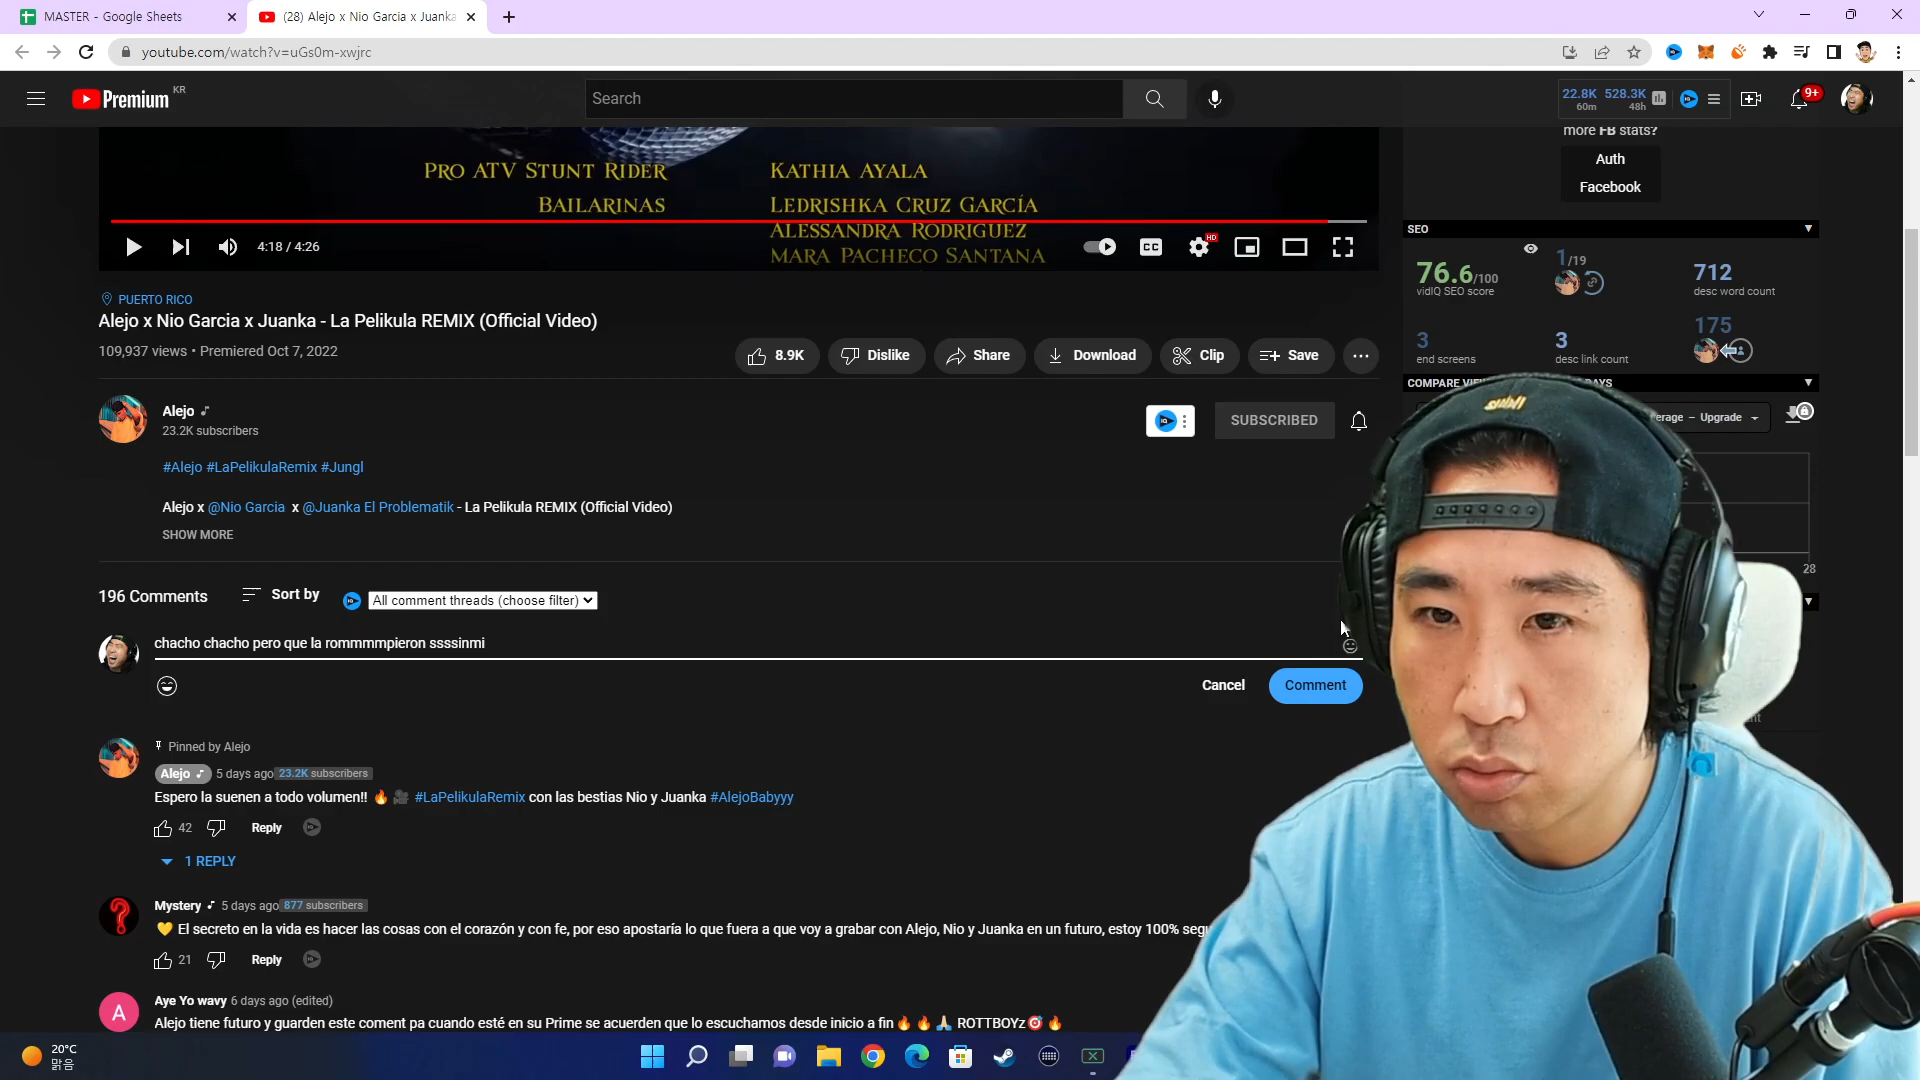 MASTER - Google Sheets
(28) Alejo x Nio Garcia x Juanka
youtube.com/watch?v=uGs0m-xwjrc
Premium KR
Search
22.8K 528.3K
60m 48h
9+
more FB stats?
Auth
Facebook
PRO ATV STUNT RIDER KATHIA AYALA
BAILARINAS LEDRISHKA CRUZ GARCÍA
ALESSANDRA RODRIGUEZ
MARA PACHECO SANTANA
4:18 / 4:26
CC
HD
SEO
76.6/100
vidIQ SEO score
1/19
712
desc word count
3
end screens
3
desc link count
175
COMPARE
DAYS
erage – Upgrade
28
PUERTO RICO
Alejo x Nio Garcia x Juanka - La Pelikula REMIX (Official Video)
109,937 views • Premiered Oct 7, 2022
8.9K
Dislike
Share
Download
Clip
Save
Alejo
23.2K subscribers
SUBSCRIBED
#Alejo #LaPelikulaRemix #Jungl
Alejo x @Nio Garcia x @Juanka El Problematik - La Pelikula REMIX (Official Video)
SHOW MORE
196 Comments
Sort by
All comment threads (choose filter)
chacho chacho pero que la rommmmpieron ssssinmi
Cancel
Comment
Pinned by Alejo
Alejo 5 days ago 23.2K subscribers
Espero la suenen a todo volumen!! 🔥 🎥 #LaPelikulaRemix con las bestias Nio y Juanka #AlejoBabyyy
42
Reply
1 REPLY
Mystery 5 days ago 877 subscribers
💛 El secreto en la vida es hacer las cosas con el corazón y con fe, por eso apostaría lo que fuera a que voy a grabar con Alejo, Nio y Juanka en un futuro, estoy 100% segu
21
Reply
A
Aye Yo wavy 6 days ago (edited)
Alejo tiene futuro y guarden este coment pa cuando esté en su Prime se acuerden que lo escuchamos desde inicio a fin🔥 🔥 🙏 ROTTBOYz🎯 🔥
20°C
맑음